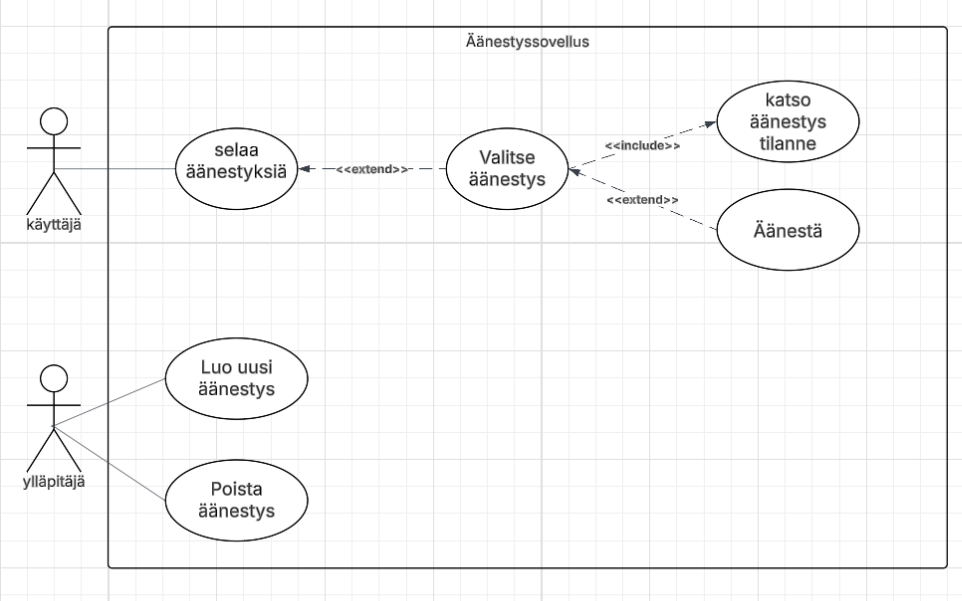 Äänestyssovellus
käyttäjä
selaa
äänestyksiä
<<extend>>
Valitse
äänestys
<<include>>
katso
äänestys
tilanne
<<extend>>
Äänestä
ylläpitäjä
Luo uusi
äänestys
Poista
äänestys